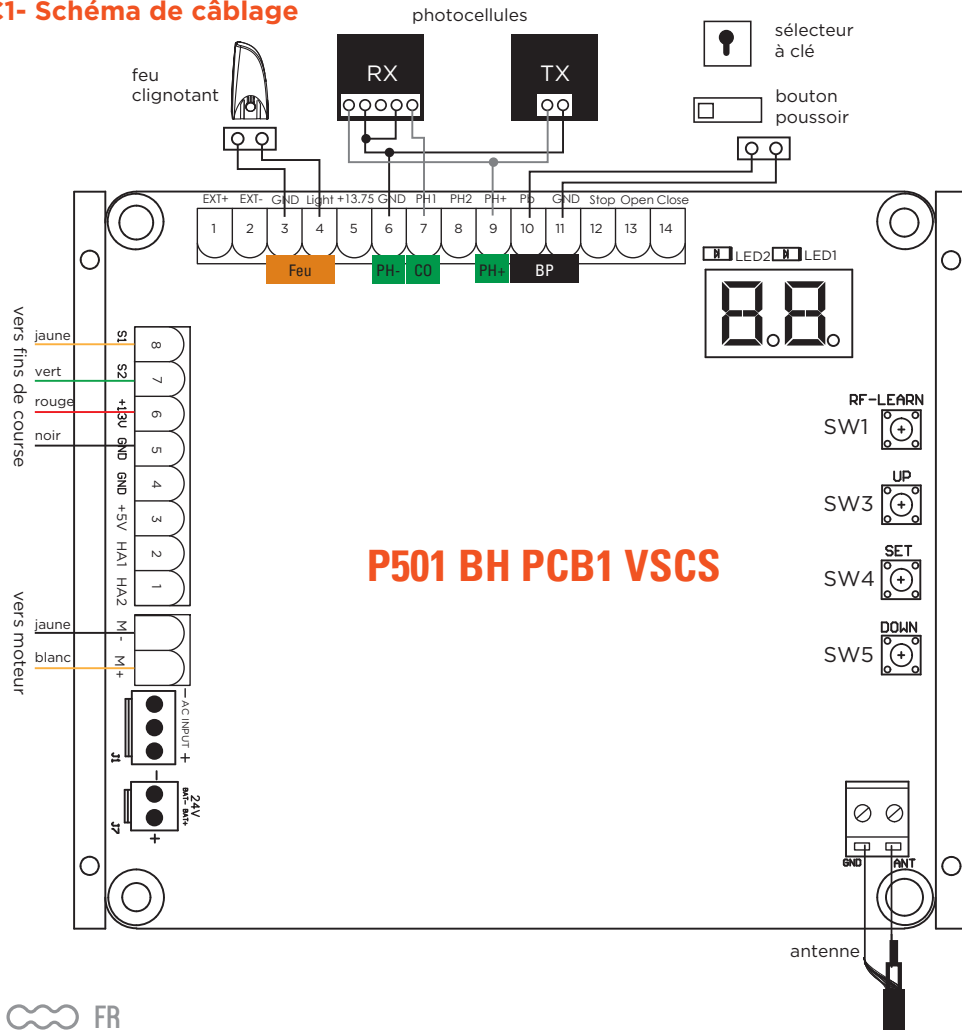 C1- Schéma de câblage
photocellules
RX
TX
sélecteur
à clé
feu
clignotant
bouton
poussoir
EXT+ EXT- GND Light +13.75 GND PH1 PH2 PH+ Pb GND Stop Open Close
1 2 3 4 5 6 7 8 9 10 11 12 13 14
Feu PH- CO PH+ BP
LED2 LED1
8.8.
vers fins de course
jaune S1 8
vert S2 7
rouge +13V 6
noir GND 5
GND 4
+5V 3
HA1 2
HA2 1
RF-LEARN
SW1
UP
SW3
SET
SW4
DOWN
SW5
P501 BH PCB1 VSCS
vers moteur
jaune M -
blanc M +
- AC INPUT +
J1
-
24V
BAT- BAT+
J7
+
GND ANT
antenne
FR